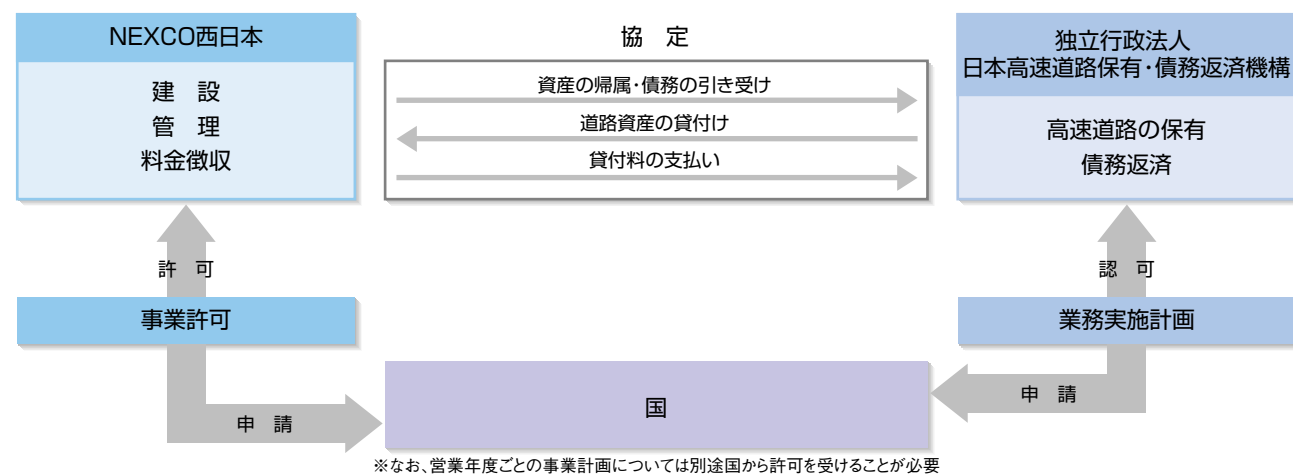 NEXCO西日本
建 設
管 理
料金徴収
協 定
資産の帰属・債務の引き受け
道路資産の貸付け
貸付料の支払い
独立行政法人
日本高速道路保有・債務返済機構
高速道路の保有
債務返済
許 可
認 可
事業許可
業務実施計画
申 請
国
申 請
※なお、営業年度ごとの事業計画については別途国から許可を受けることが必要